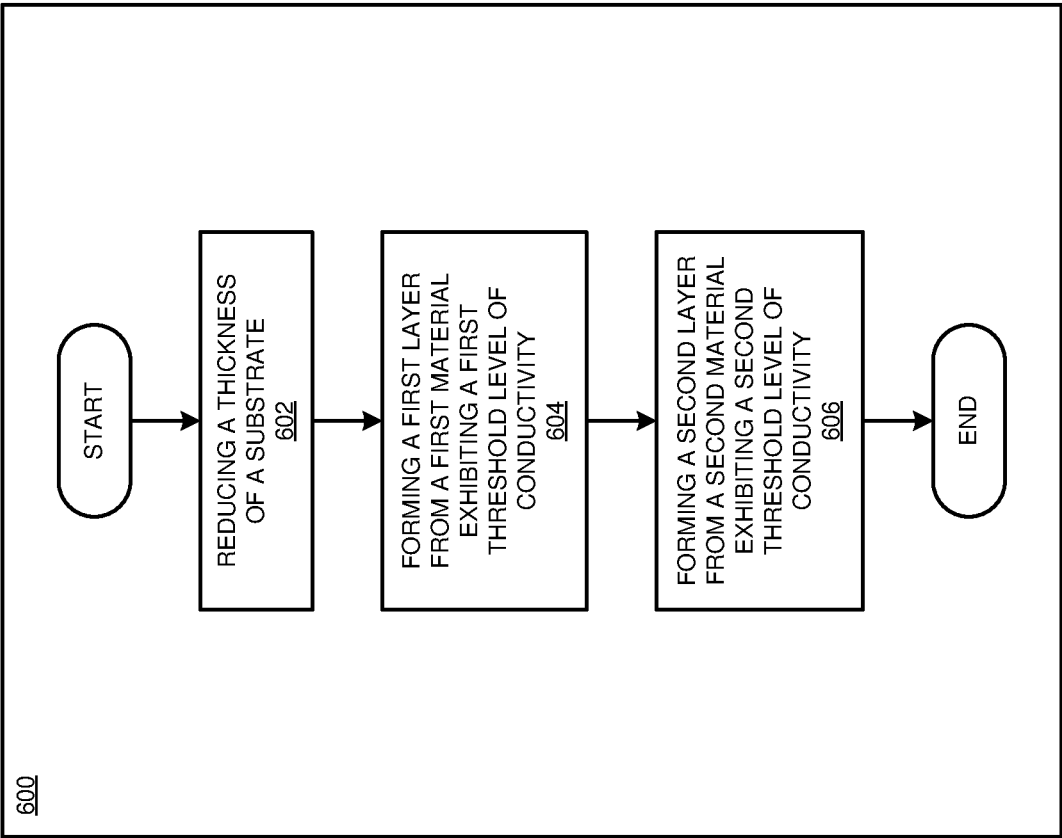 600
START
REDUCING A THICKNESS
OF A SUBSTRATE
602
FORMING A FIRST LAYER
FROM A FIRST MATERIAL
EXHIBITING A FIRST
THRESHOLD LEVEL OF
CONDUCTIVITY
604
FORMING A SECOND LAYER
FROM A SECOND MATERIAL
EXHIBITING A SECOND
THRESHOLD LEVEL OF
CONDUCTIVITY
606
END